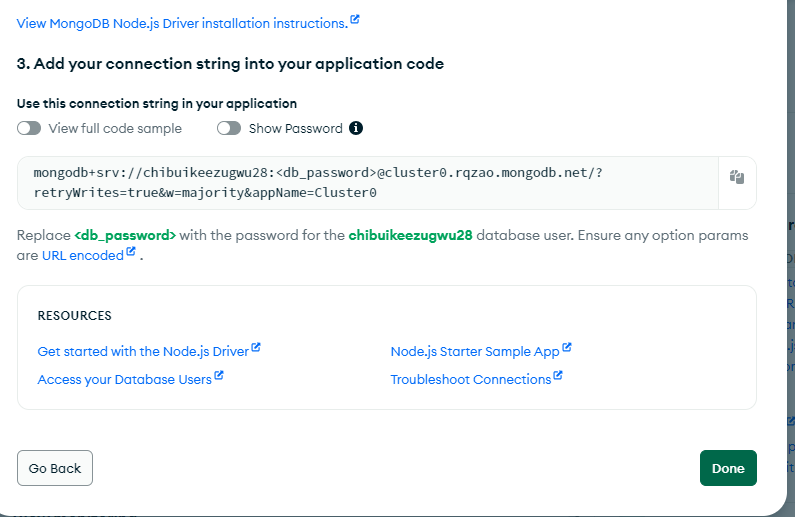 View MongoDB Node.js Driver installation instructions.
3. Add your connection string into your application code
Use this connection string in your application
View full code sample Show Password
mongodb+srv://chibuikeezugwu28:<db_password>@cluster0.rqzao.mongodb.net/?
retryWrites=true&w=majority&appName=Cluster0
Replace <db_password> with the password for the chibuikeezugwu28 database user. Ensure any option params
are URL encoded .
RESOURCES
Get started with the Node.js Driver Node.js Starter Sample App
Access your Database Users Troubleshoot Connections
Go Back Done